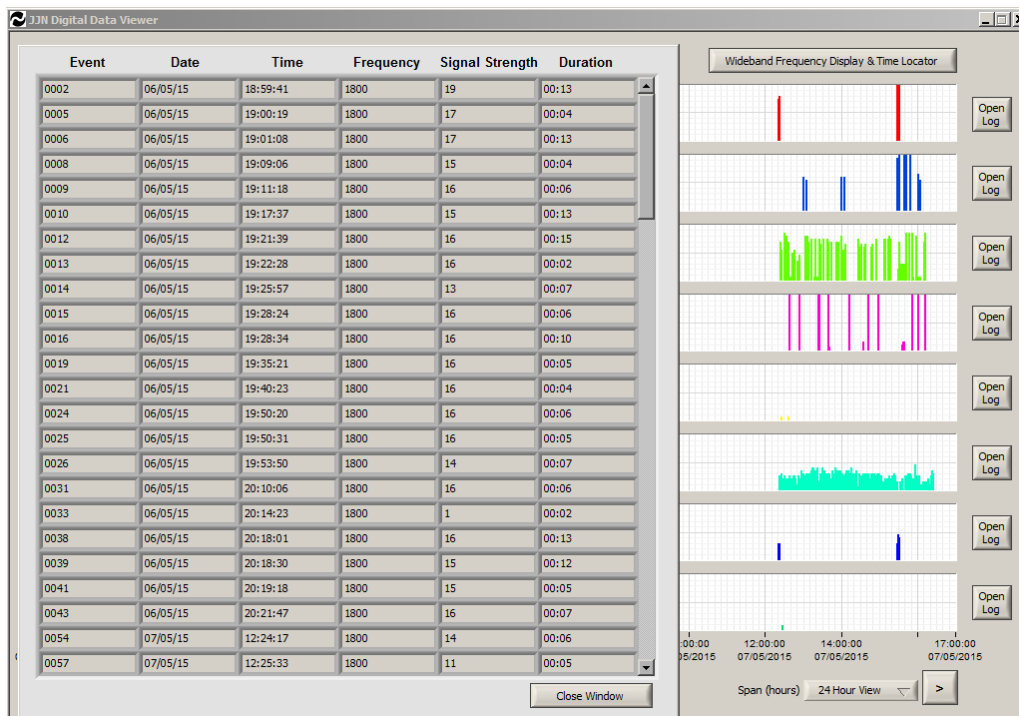 JJN Digital Data Viewer
Event Date Time Frequency Signal Strength Duration
0002 06/05/15 18:59:41 1800 19 00:13
0005 06/05/15 19:00:19 1800 17 00:04
0006 06/05/15 19:01:08 1800 17 00:13
0008 06/05/15 19:09:06 1800 15 00:04
0009 06/05/15 19:11:18 1800 16 00:06
0010 06/05/15 19:17:37 1800 15 00:13
0012 06/05/15 19:21:39 1800 16 00:15
0013 06/05/15 19:22:28 1800 16 00:02
0014 06/05/15 19:25:57 1800 13 00:07
0015 06/05/15 19:28:24 1800 16 00:06
0016 06/05/15 19:28:34 1800 16 00:10
0019 06/05/15 19:35:21 1800 16 00:05
0021 06/05/15 19:40:23 1800 16 00:04
0024 06/05/15 19:50:20 1800 16 00:06
0025 06/05/15 19:50:31 1800 16 00:05
0026 06/05/15 19:53:50 1800 14 00:07
0031 06/05/15 20:10:06 1800 16 00:06
0033 06/05/15 20:14:23 1800 1 00:02
0038 06/05/15 20:18:01 1800 16 00:13
0039 06/05/15 20:18:30 1800 15 00:12
0041 06/05/15 20:19:18 1800 15 00:05
0043 06/05/15 20:21:47 1800 16 00:07
0054 07/05/15 12:24:17 1800 14 00:06
0057 07/05/15 12:25:33 1800 11 00:05
Close Window
Wideband Frequency Display & Time Locator
Open
Log
Open
Log
Open
Log
Open
Log
Open
Log
Open
Log
Open
Log
Open
Log
:00:00 12:00:00 14:00:00 17:00:00
05/2015 07/05/2015 07/05/2015 07/05/2015
Span (hours) 24 Hour View >